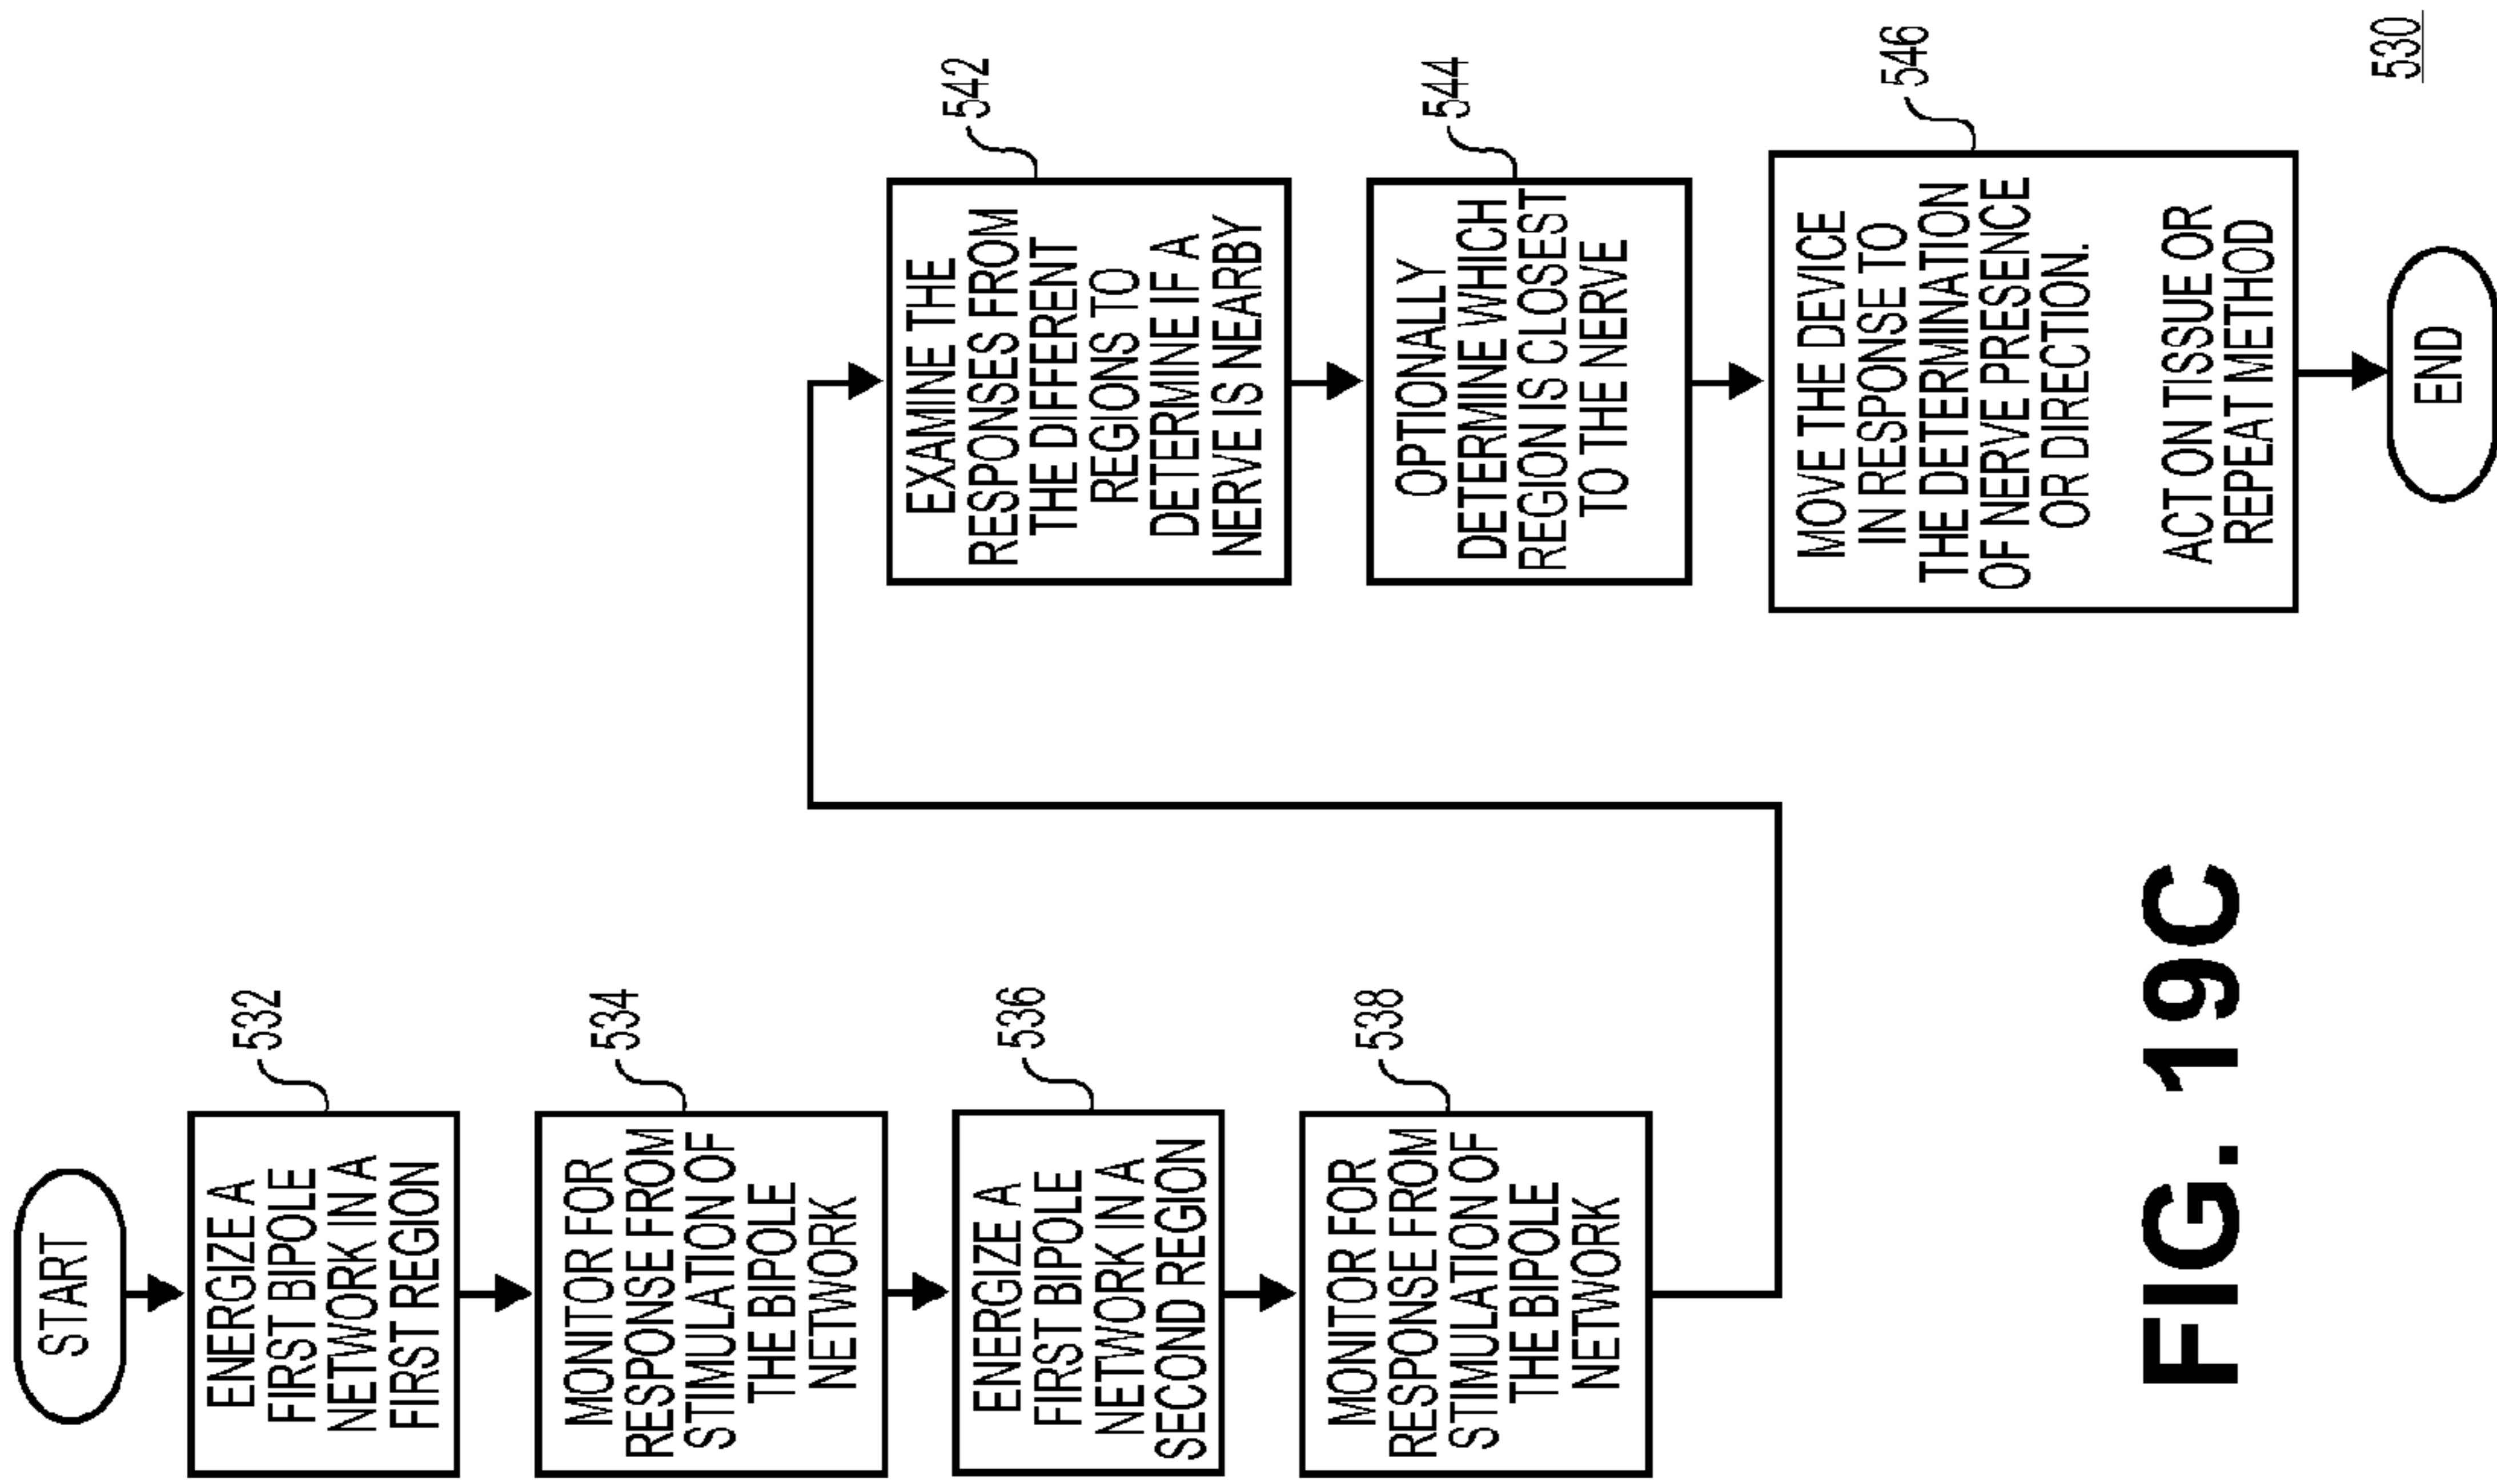 START
ENERGIZE A
FIRST BIPOLE
NETWORK IN A
FIRST REGION
532
MONITOR FOR
RESPONSE FROM
STIMULATION OF
THE BIPOLE
NETWORK
534
ENERGIZE A
FIRST BIPOLE
NETWORK IN A
SECOND REGION
536
MONITOR FOR
RESPONSE FROM
STIMULATION OF
THE BIPOLE
NETWORK
538
EXAMINE THE
RESPONSES FROM
THE DIFFERENT
REGIONS TO
DETERMINE IF A
NERVE IS NEARBY
542
OPTIONALLY
DETERMINE WHICH
REGION IS CLOSEST
TO THE NERVE
544
MOVE THE DEVICE
IN RESPONSE TO
THE DETERMINATION
OF NERVE PRESENCE
OR DIRECTION.
ACT ON TISSUE OR
REPEAT METHOD
546
END
530
FIG. 19C